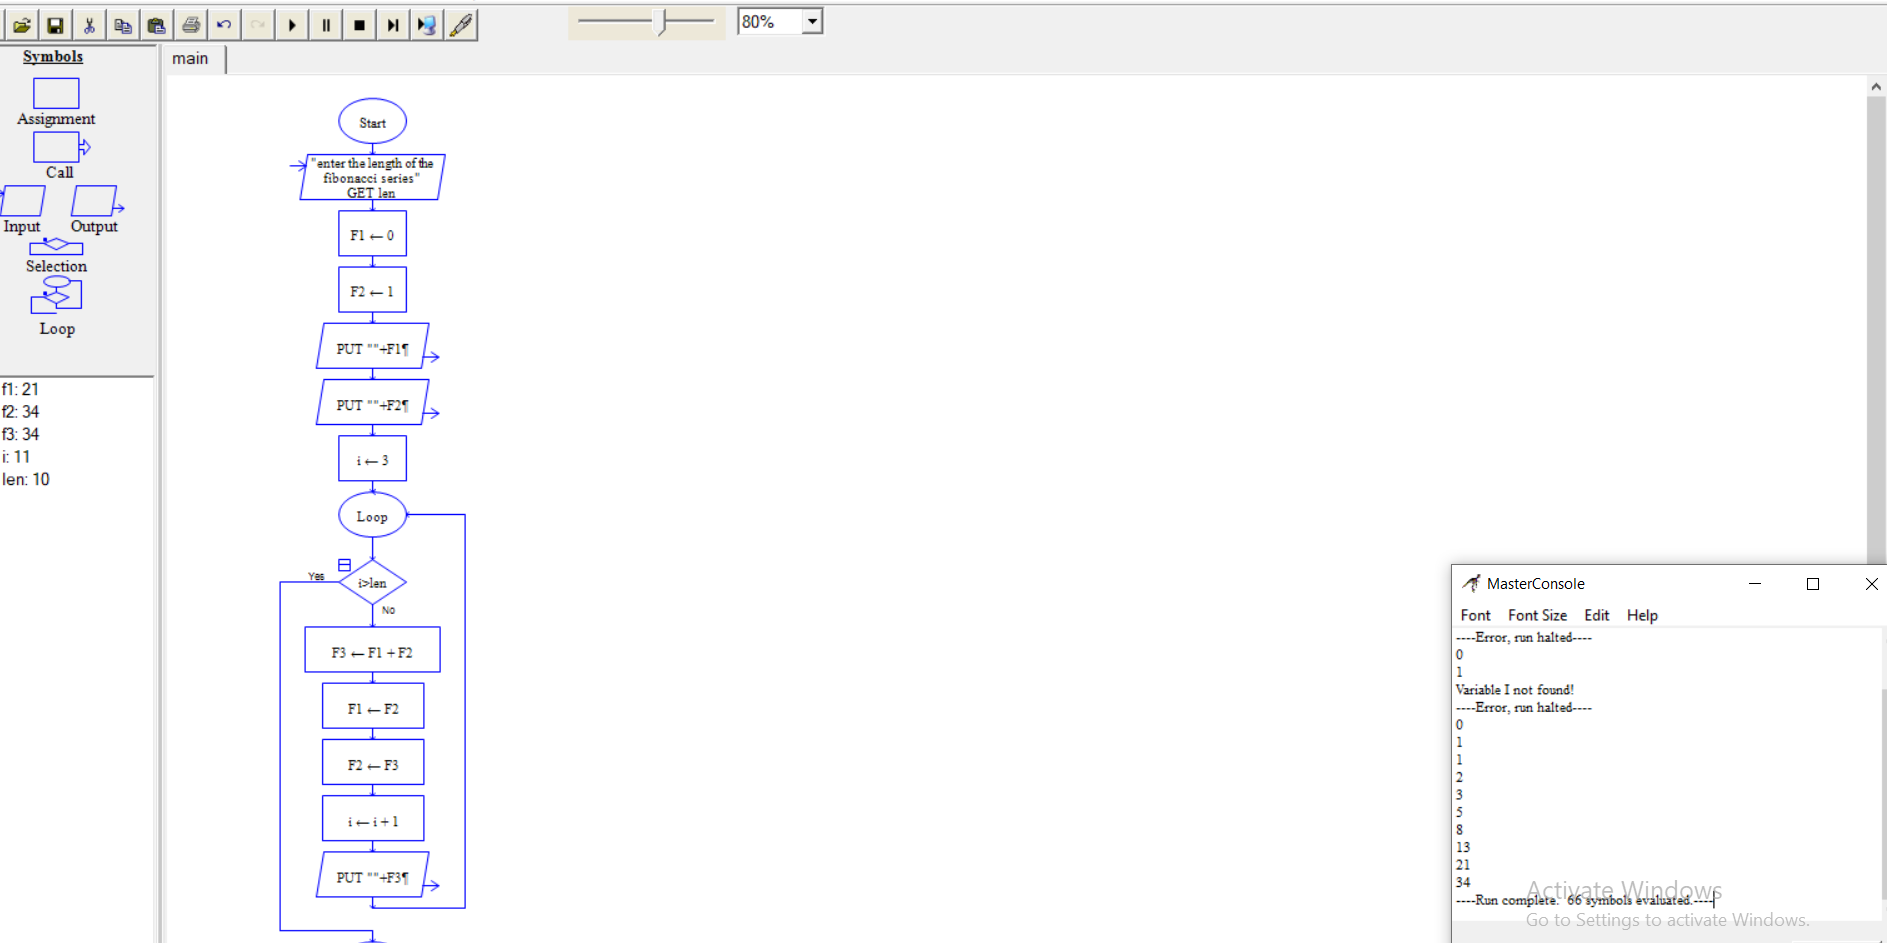 80%
Symbols
main
Assignment
Call
Input Output
Selection
Loop
f1: 21
f2: 34
f3: 34
i: 11
len: 10
Start
"enter the length of the
fibonacci series"
GET len
F1 ← 0
F2 ← 1
PUT ""+F1¶
PUT ""+F2¶
i ← 3
Loop
Yes
i>len
No
F3 ← F1 + F2
F1 ← F2
F2 ← F3
i ← i + 1
PUT ""+F3¶
MasterConsole
Font Font Size Edit Help
----Error, run halted----
0
1
Variable I not found!
----Error, run halted----
0
1
1
2
3
5
8
13
21
34
----Run complete. 66 symbols evaluated.----
Activate Windows
Go to Settings to activate Windows.